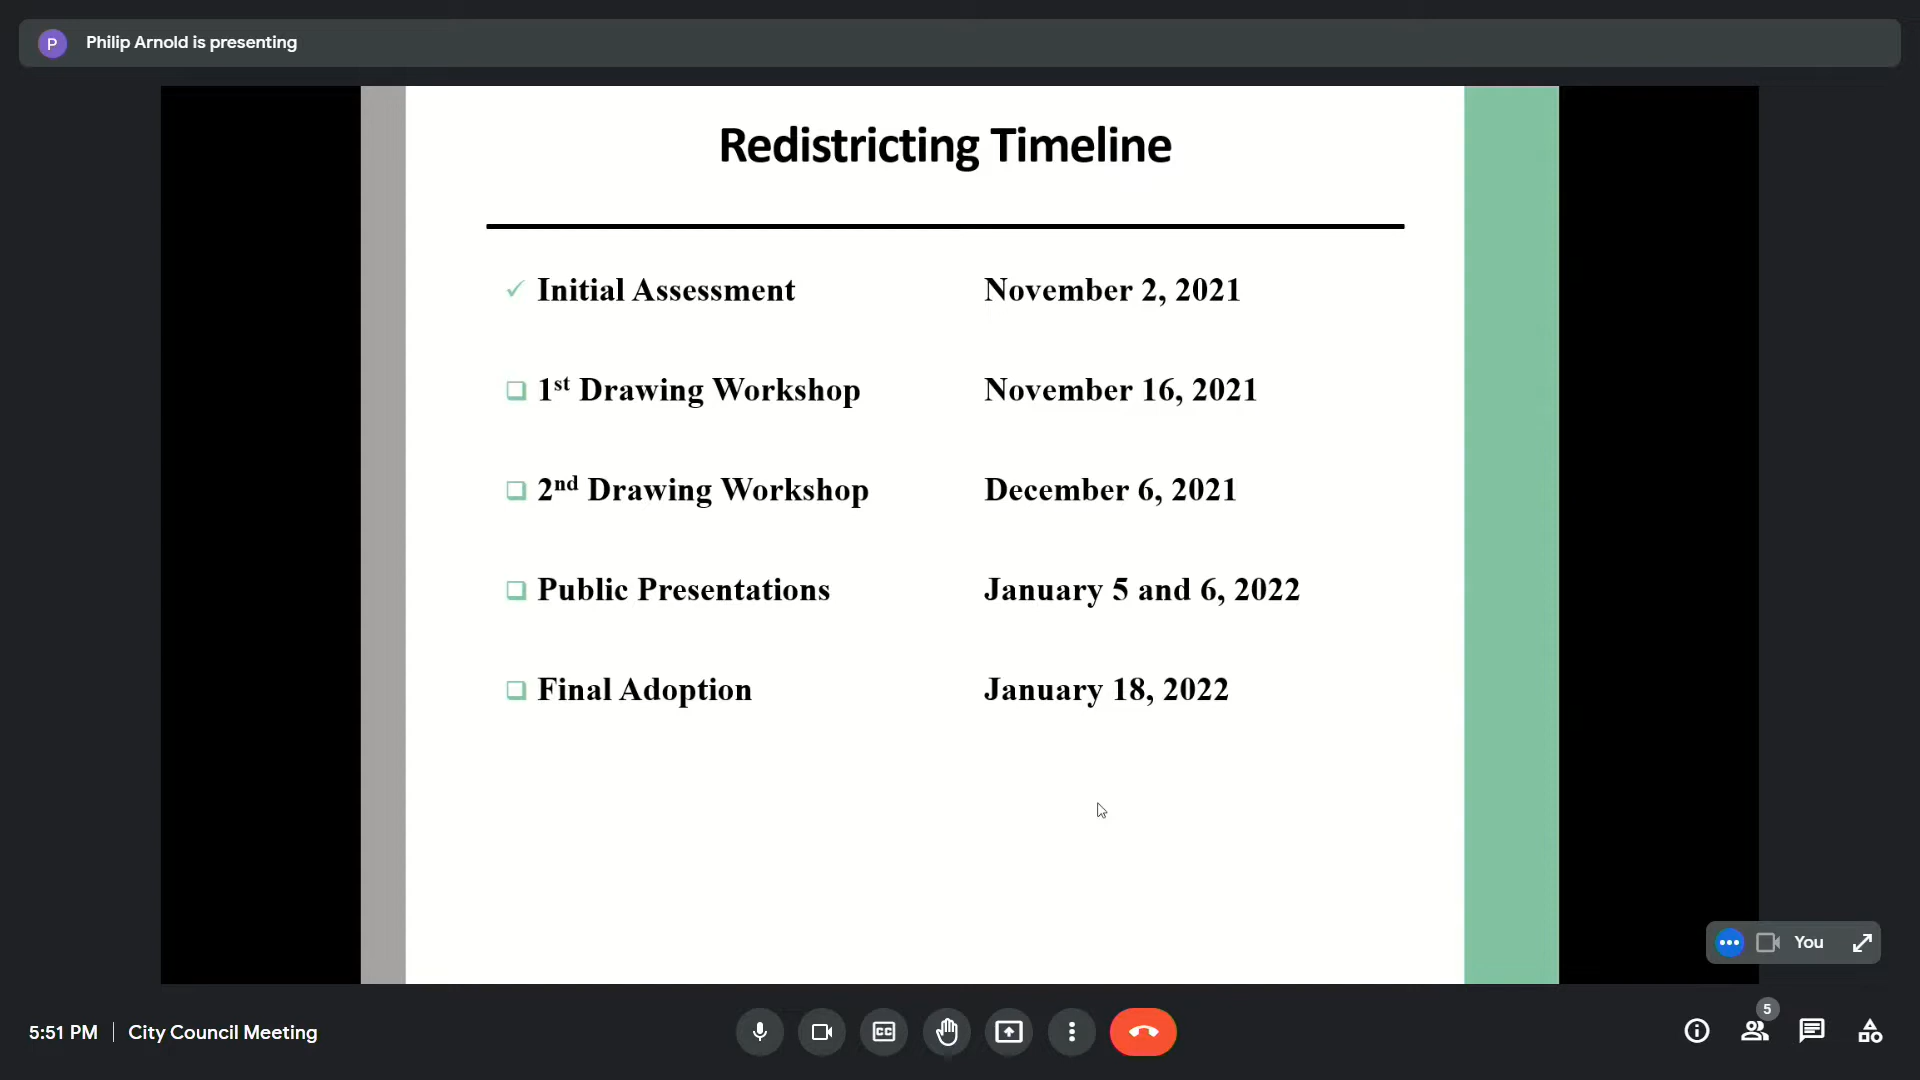 P Philip Arnold is presenting
Redistricting Timeline
✓ Initial Assessment November 2, 2021
❑ 1st Drawing Workshop November 16, 2021
❑ 2nd Drawing Workshop December 6, 2021
❑ Public Presentations January 5 and 6, 2022
❑ Final Adoption January 18, 2022
You
5:51 PM | City Council Meeting
CC
5